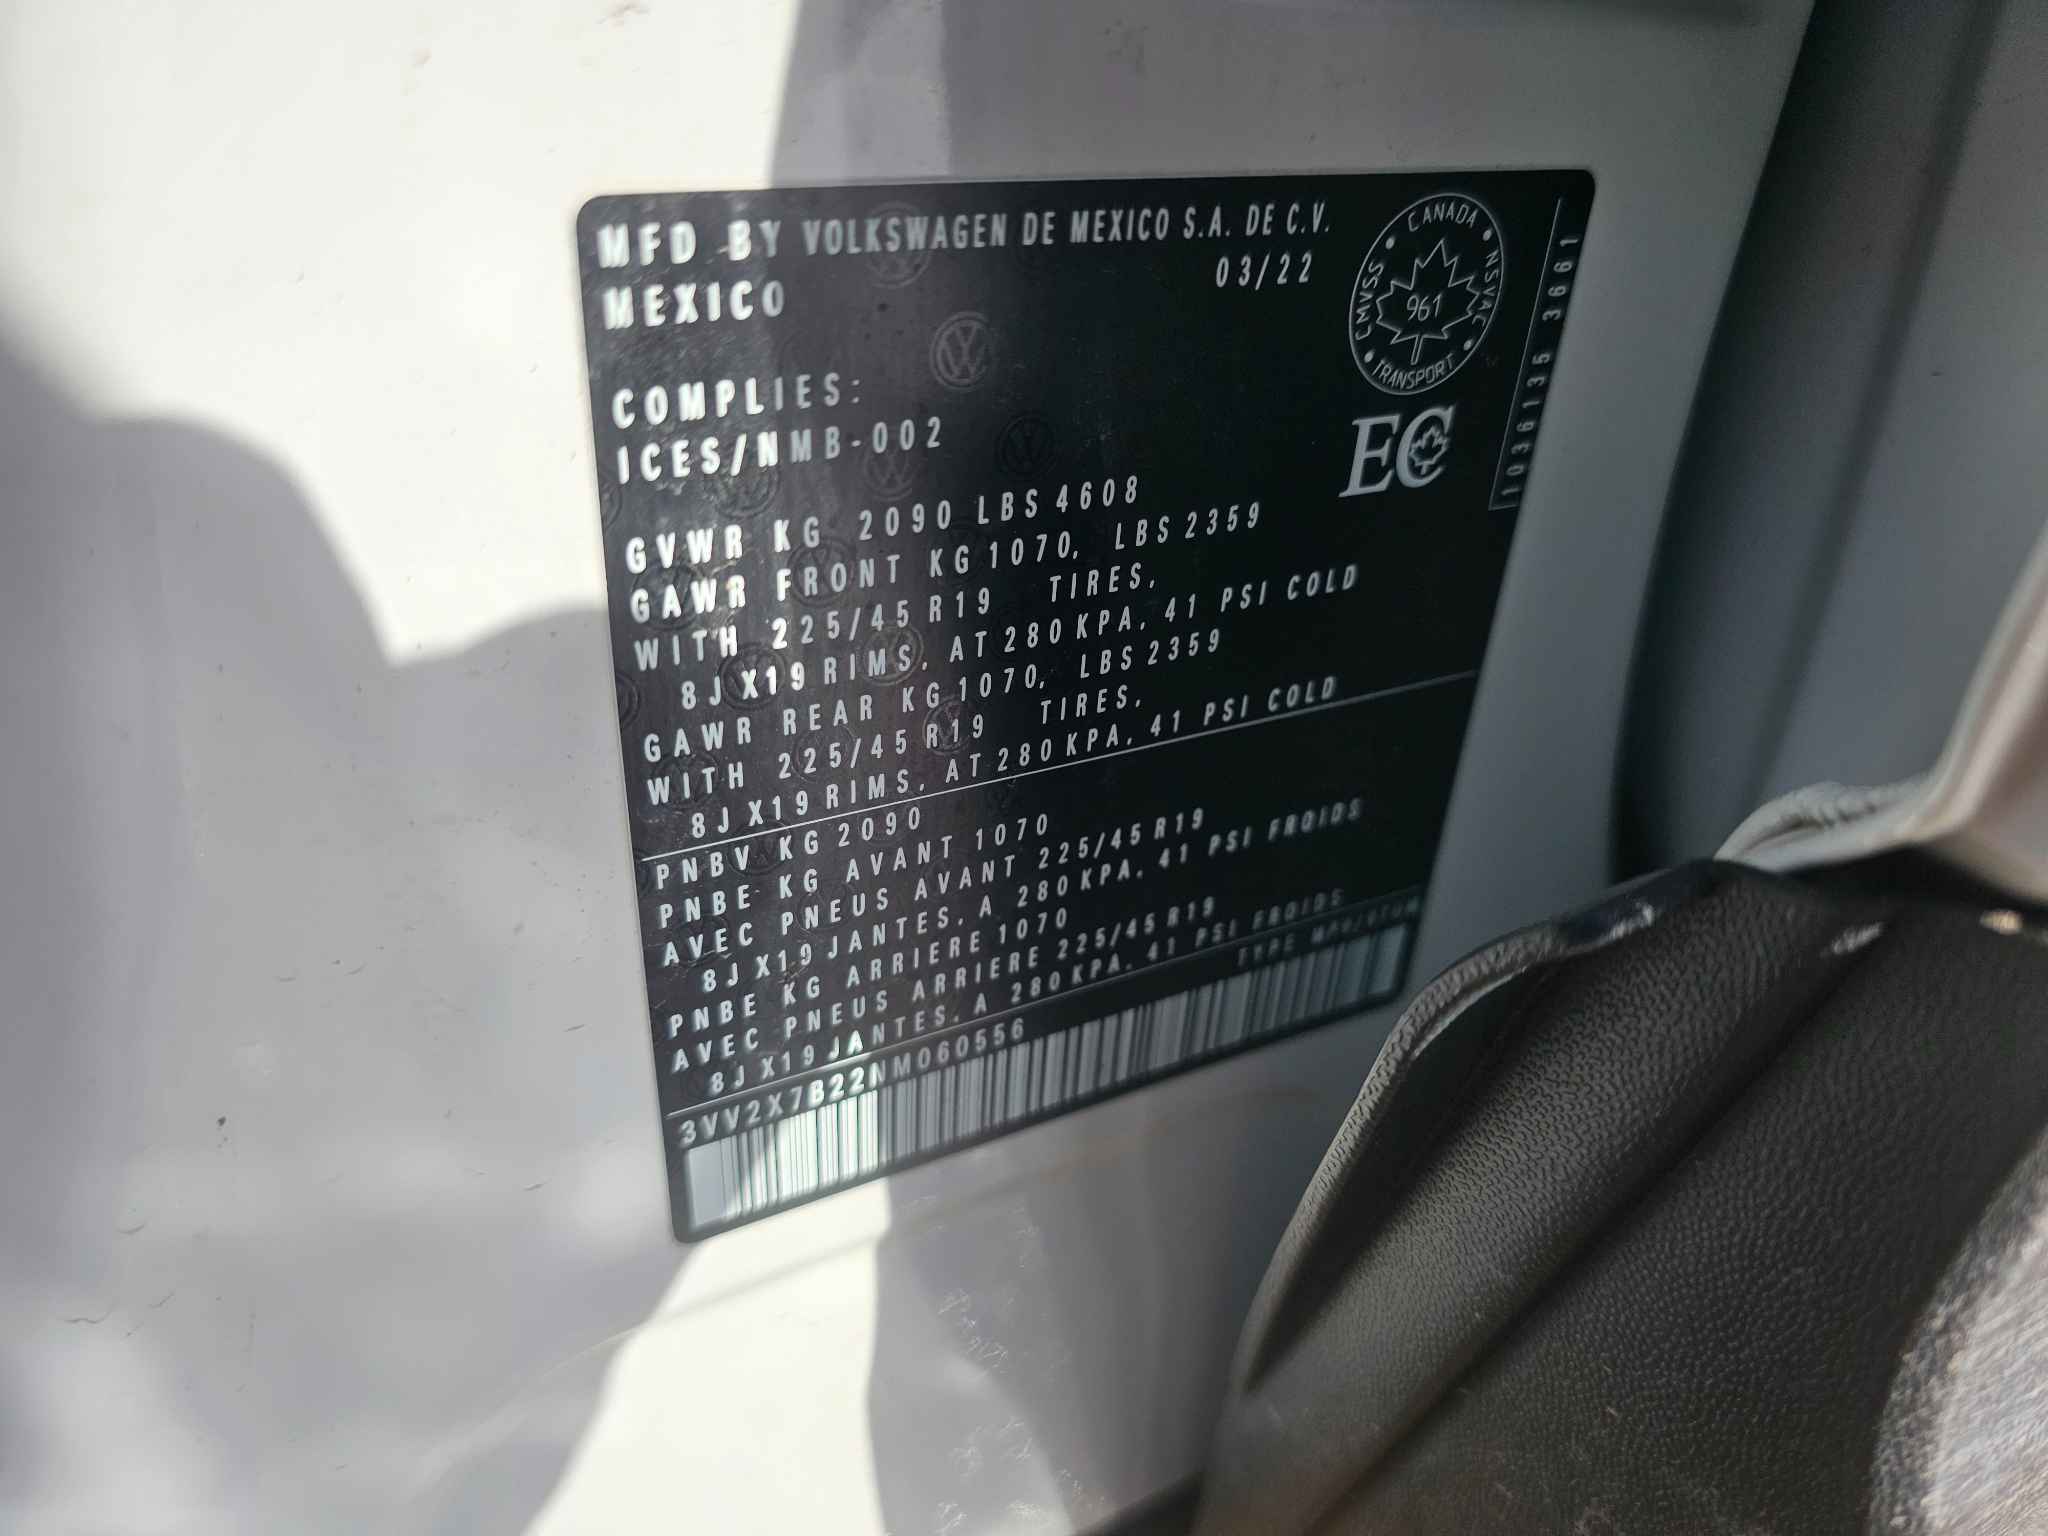 MFD BY VOLKSWAGEN DE MEXICO S.A. DE C.V.
MEXICO 03/22
CANADA
CMVSS NSVAC
961
TRANSPORT
EC
1036135 3661
COMPLIES:
ICES/NMB-002
GVWR KG 2090 LBS 4608
GAWR FRONT KG 1070, LBS 2359
WITH 225/45 R19 TIRES,
8J X19 RIMS, AT 280 KPA, 41 PSI COLD
GAWR REAR KG 1070, LBS 2359
WITH 225/45 R19 TIRES,
8J X19 RIMS, AT 280 KPA, 41 PSI COLD
PNBV KG 2090
PNBE KG AVANT 1070
AVEC PNEUS AVANT 225/45 R19
8J X19 JANTES, A 280 KPA, 41 PSI FROIDS
PNBE KG ARRIERE 1070
AVEC PNEUS ARRIERE 225/45 R19
8J X19 JANTES, A 280 KPA, 41 PSI FROIDS
3VV2X7B22NM060556 TYPE